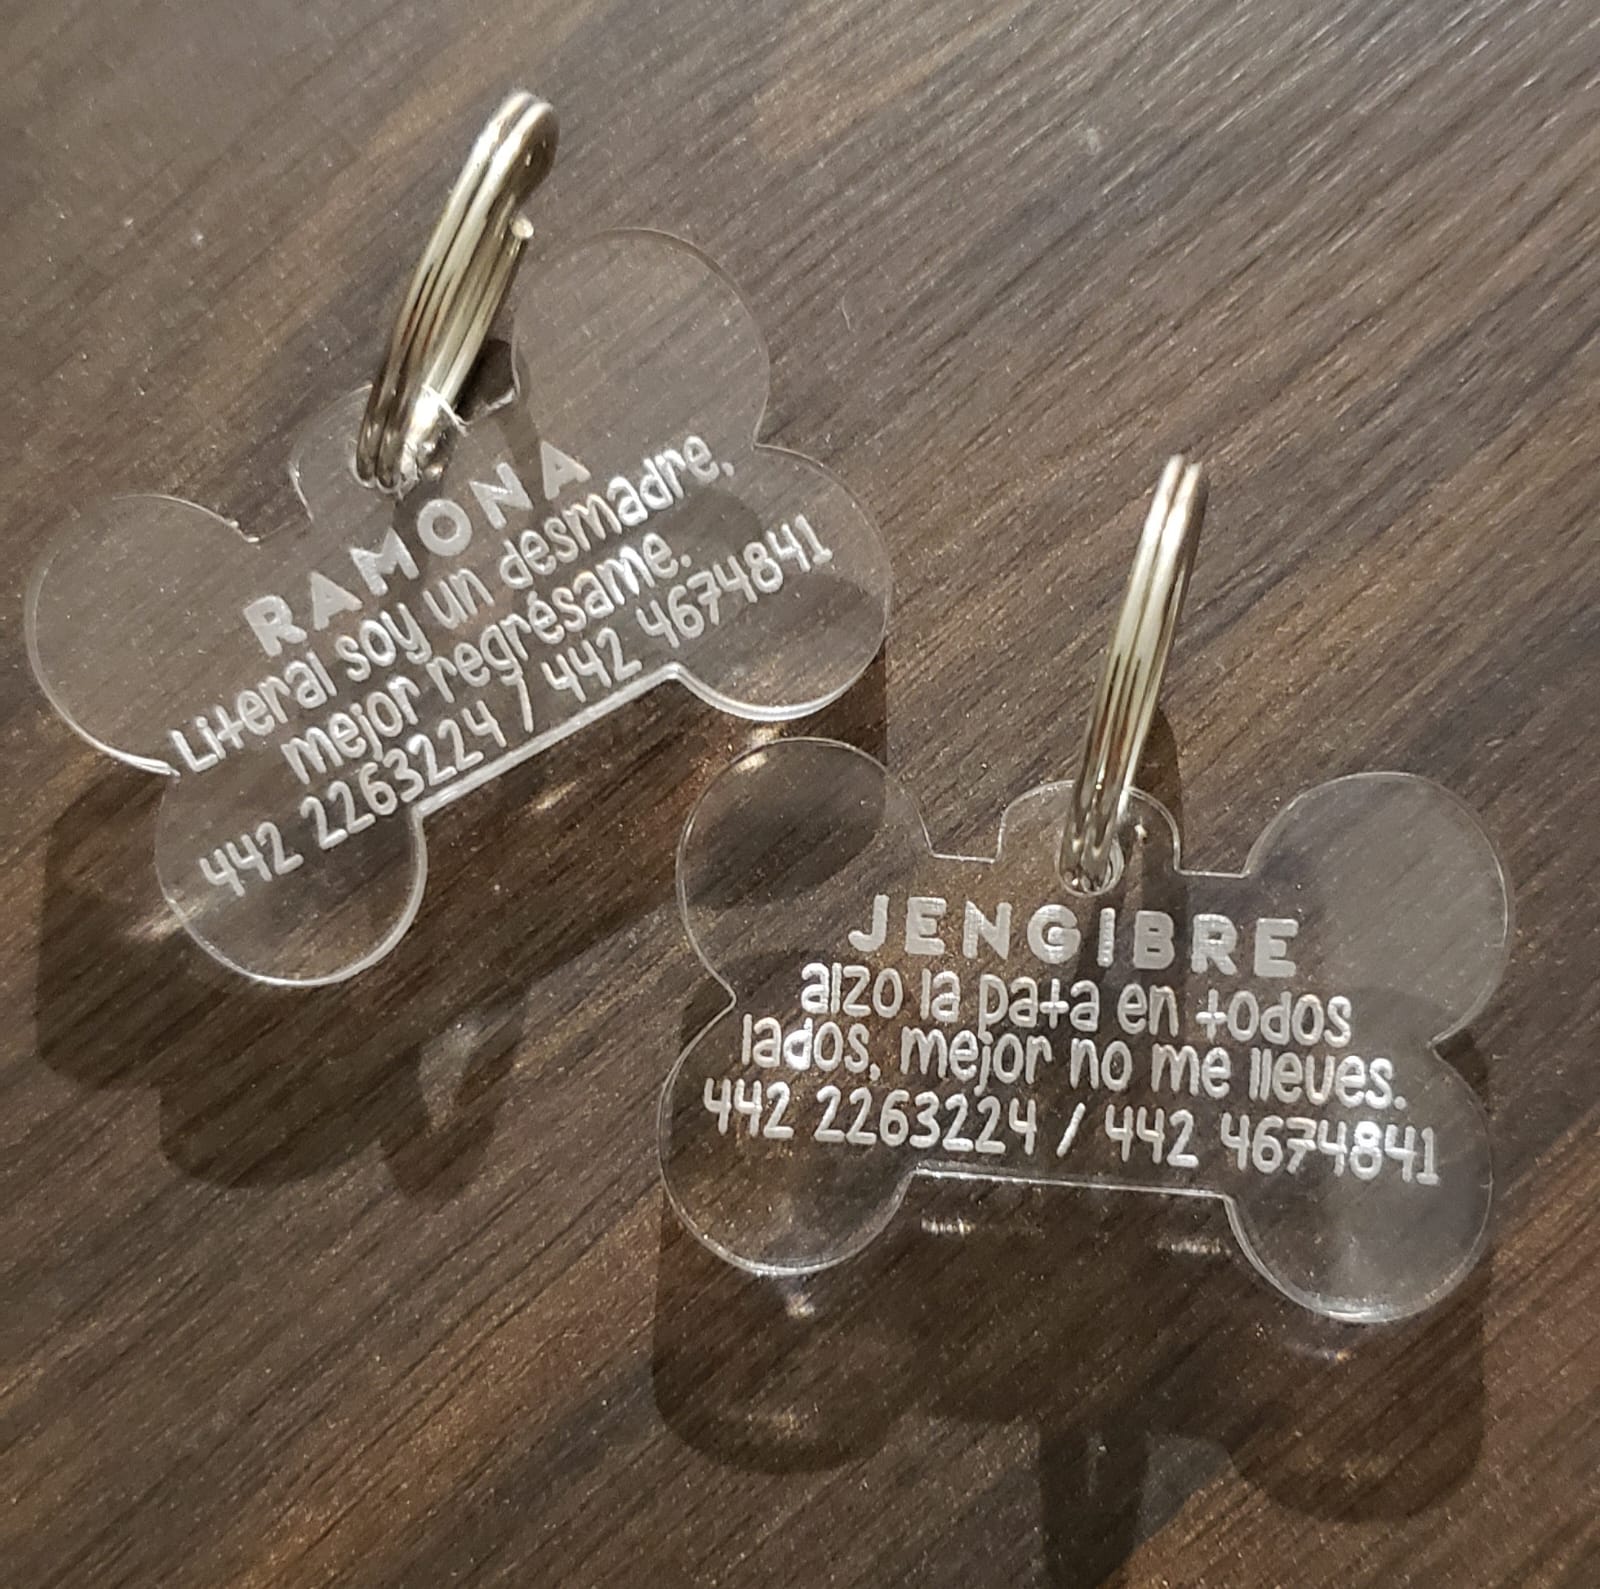 RAMONA
Literal soy un desmadre,
mejor regrésame.
442 2263224 / 442 4674841
JENGIBRE
alzo la pata en todos
lados, mejor no me lleves.
442 2263224 / 442 4674841